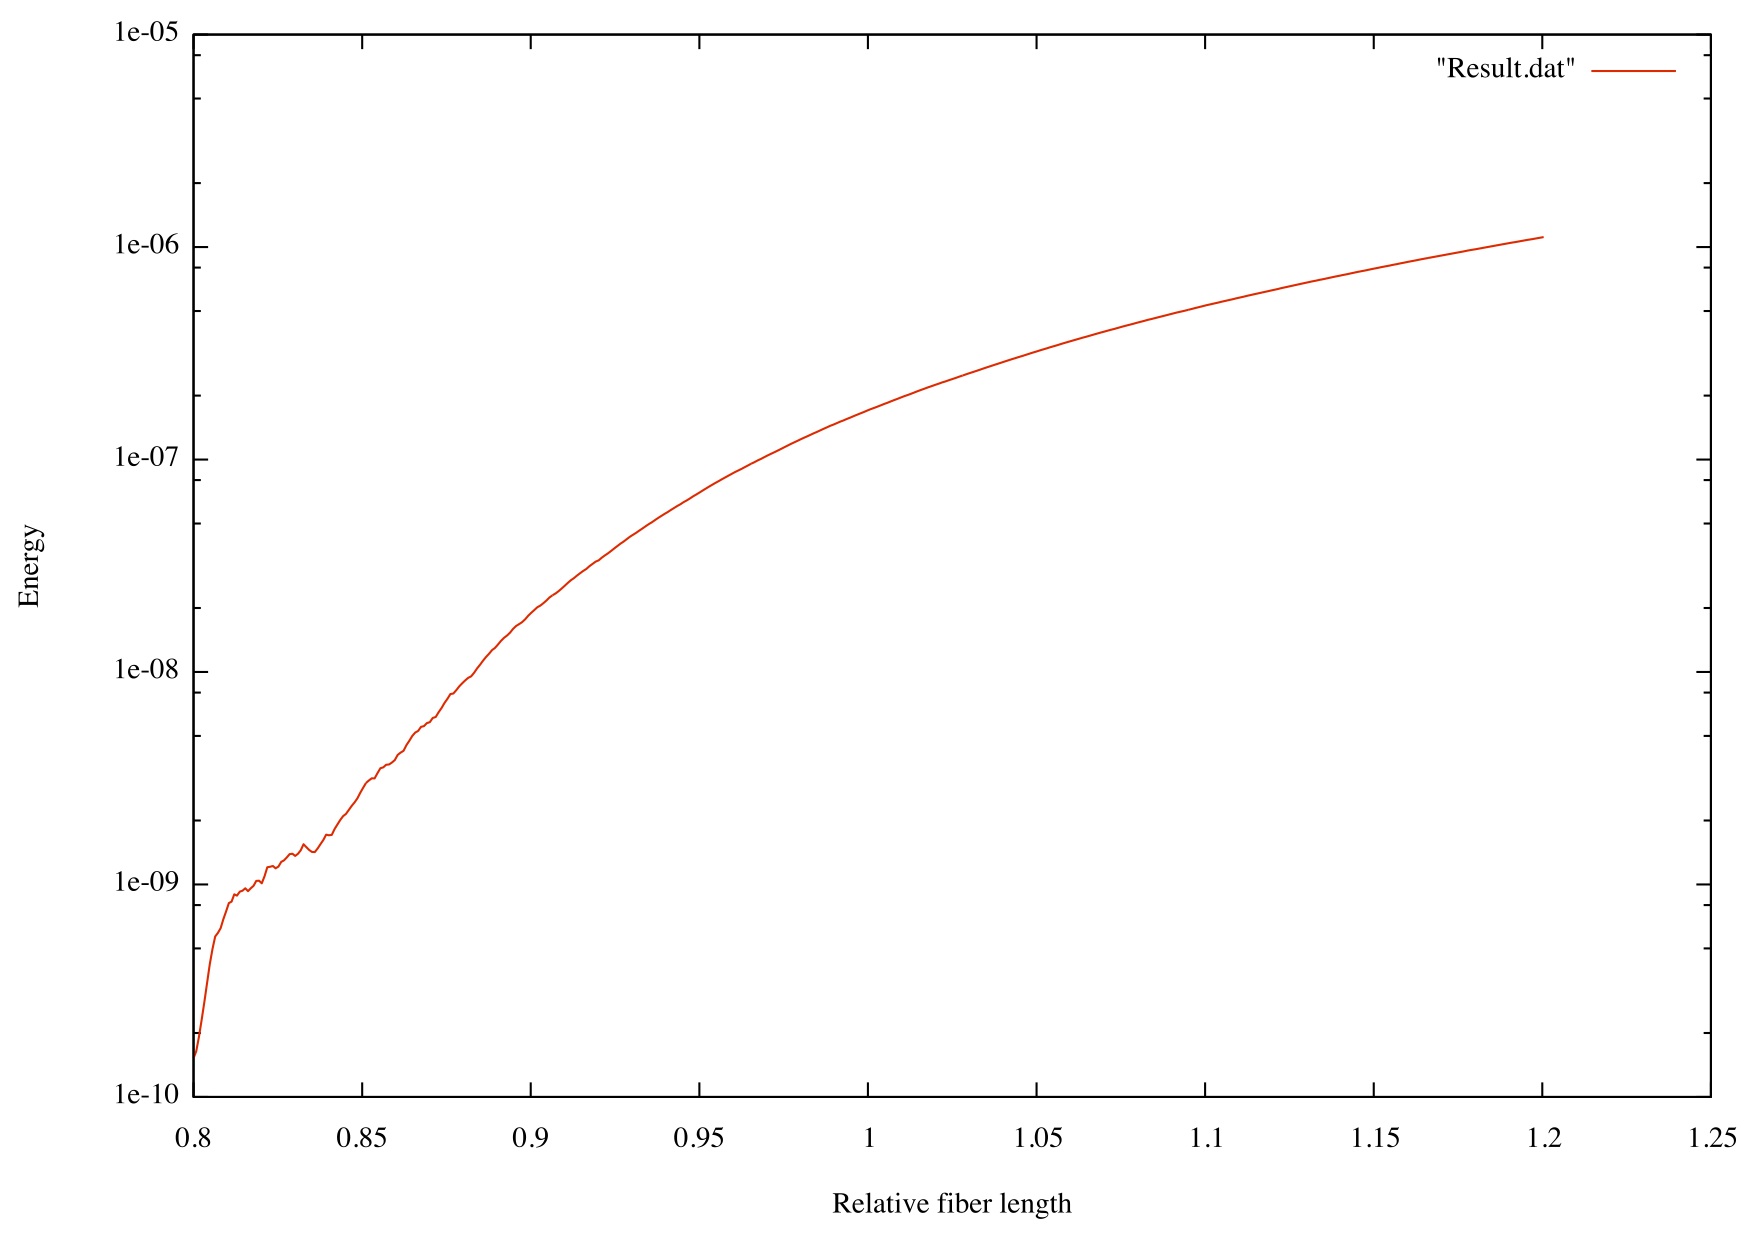 1e-05
"Result.dat"
1e-06
1e-07
Energy
1e-08
1e-09
1e-10
0.8 0.85 0.9 0.95 1 1.05 1.1 1.15 1.2 1.25
Relative fiber length